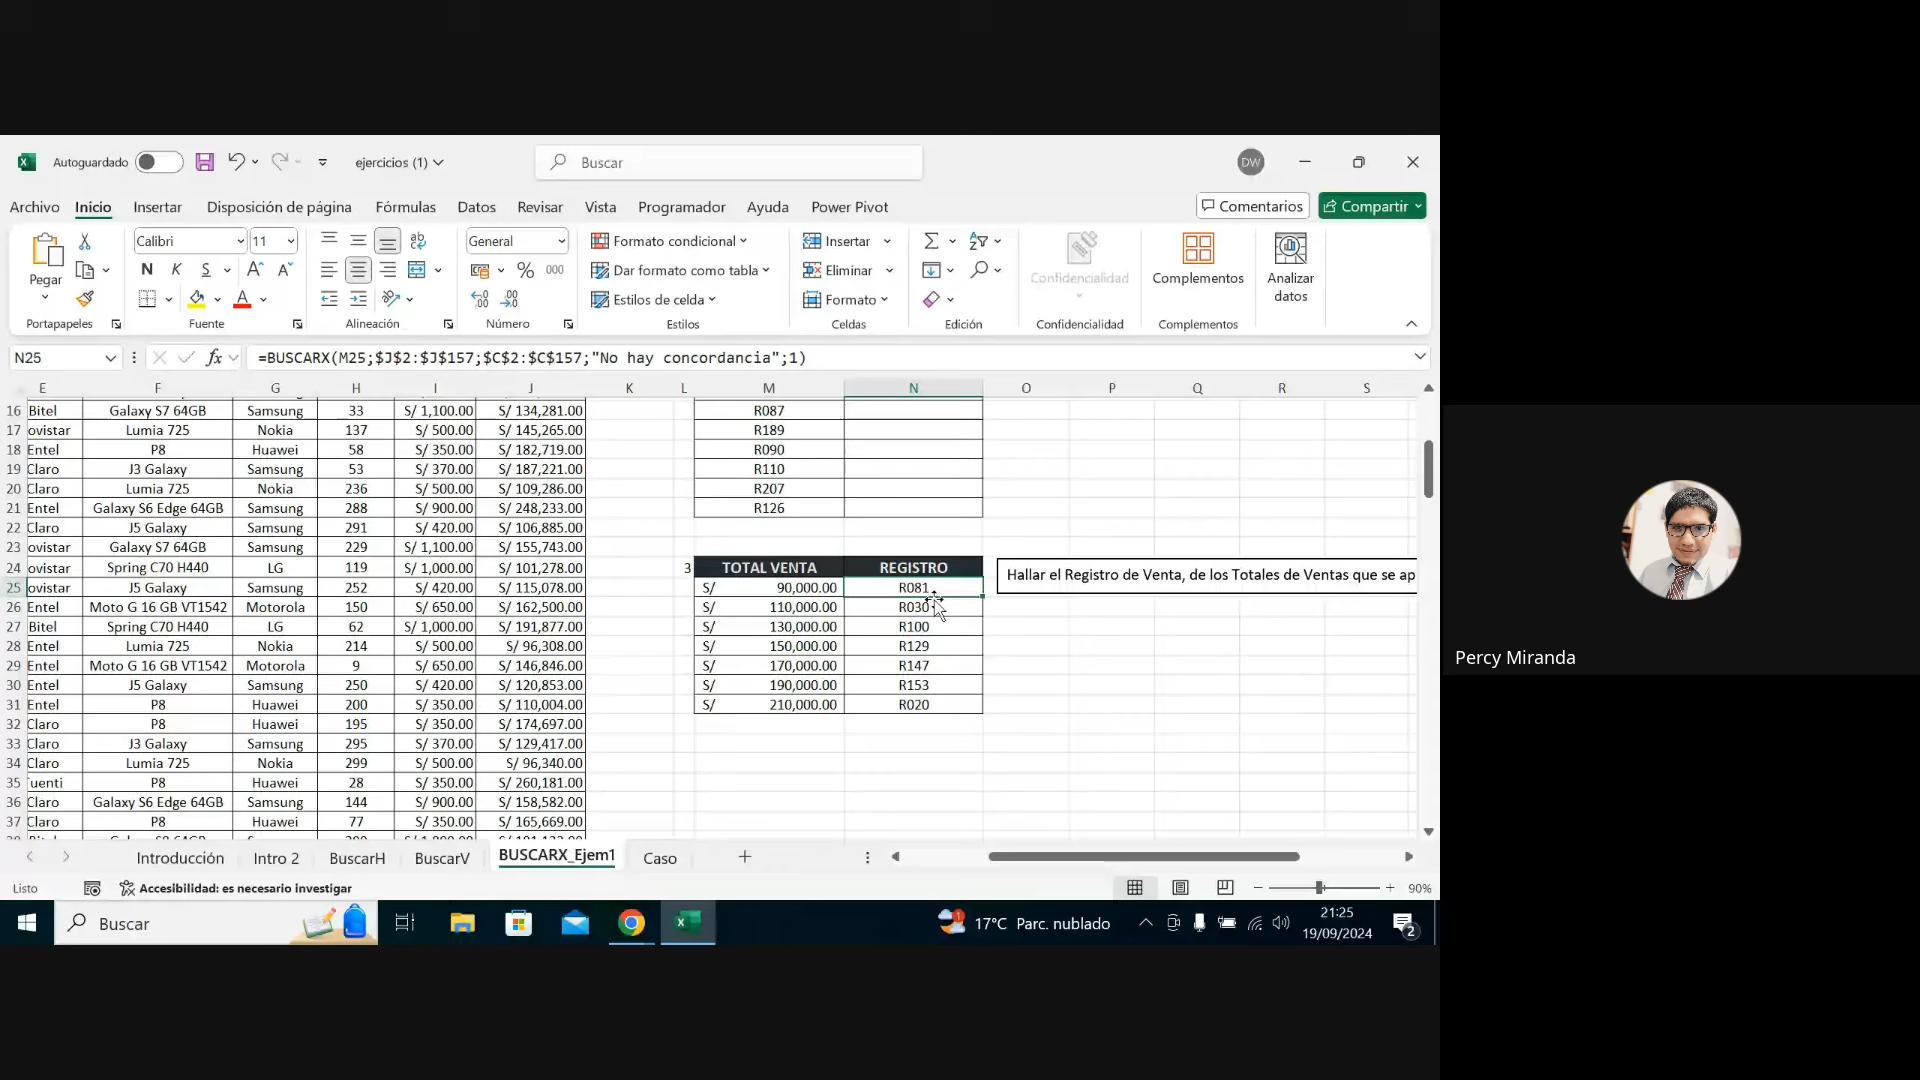 Autoguardado
ejercicios (1)
Buscar
DW
Archivo Inicio Insertar Disposición de página Fórmulas Datos Revisar Vista Programador Ayuda Power Pivot
Comentarios Compartir
Pegar
Portapapeles
Calibri 11
N K S
Fuente
Alineación
General
% 000
Número
Formato condicional
Dar formato como tabla
Estilos de celda
Estilos
Insertar
Eliminar
Formato
Celdas
Edición
Confidencialidad
Confidencialidad
Complementos
Complementos
Analizar
datos
N25 fx =BUSCARX(M25;$J$2:$J$157;$C$2:$C$157;"No hay concordancia";1)
E F G H I J K L M N O P Q R S
16 Bitel Galaxy S7 64GB Samsung 33 S/ 1,100.00 S/ 134,281.00 R087
17 ovistar Lumia 725 Nokia 137 S/ 500.00 S/ 145,265.00 R189
18 Entel P8 Huawei 58 S/ 350.00 S/ 182,719.00 R090
19 Claro J3 Galaxy Samsung 53 S/ 370.00 S/ 187,221.00 R110
20 Claro Lumia 725 Nokia 236 S/ 500.00 S/ 109,286.00 R207
21 Entel Galaxy S6 Edge 64GB Samsung 288 S/ 900.00 S/ 248,233.00 R126
22 Claro J5 Galaxy Samsung 291 S/ 420.00 S/ 106,885.00
23 ovistar Galaxy S7 64GB Samsung 229 S/ 1,100.00 S/ 155,743.00
24 ovistar Spring C70 H440 LG 119 S/ 1,000.00 S/ 101,278.00 3 TOTAL VENTA REGISTRO Hallar el Registro de Venta, de los Totales de Ventas que se ap
25 ovistar J5 Galaxy Samsung 252 S/ 420.00 S/ 115,078.00 S/ 90,000.00 R081
26 Entel Moto G 16 GB VT1542 Motorola 150 S/ 650.00 S/ 162,500.00 S/ 110,000.00 R030
27 Bitel Spring C70 H440 LG 62 S/ 1,000.00 S/ 191,877.00 S/ 130,000.00 R100
28 Entel Lumia 725 Nokia 214 S/ 500.00 S/ 96,308.00 S/ 150,000.00 R129
29 Entel Moto G 16 GB VT1542 Motorola 9 S/ 650.00 S/ 146,846.00 S/ 170,000.00 R147
30 Entel J5 Galaxy Samsung 250 S/ 420.00 S/ 120,853.00 S/ 190,000.00 R153
31 Entel P8 Huawei 200 S/ 350.00 S/ 110,004.00 S/ 210,000.00 R020
32 Claro P8 Huawei 195 S/ 350.00 S/ 174,697.00
33 Claro J3 Galaxy Samsung 295 S/ 370.00 S/ 129,417.00
34 Claro Lumia 725 Nokia 299 S/ 500.00 S/ 96,340.00
35 uenti P8 Huawei 28 S/ 350.00 S/ 260,181.00
36 Claro Galaxy S6 Edge 64GB Samsung 144 S/ 900.00 S/ 158,582.00
37 Claro P8 Huawei 77 S/ 350.00 S/ 165,669.00
Introducción Intro 2 BuscarH BuscarV BUSCARX_Ejem1 Caso
Listo Accesibilidad: es necesario investigar 90%
Buscar
17°C Parc. nublado
21:25
19/09/2024
2
Percy Miranda